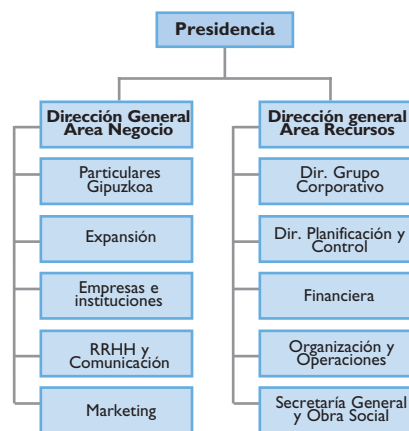 Presidencia
Dirección General
Área Negocio
Particulares
Gipuzkoa
Expansión
Empresas e
instituciones
RRHH y
Comunicación
Marketing
Dirección general
Área Recursos
Dir. Grupo
Corporativo
Dir. Planificación y
Control
Financiera
Organización y
Operaciones
Secretaría General
y Obra Social